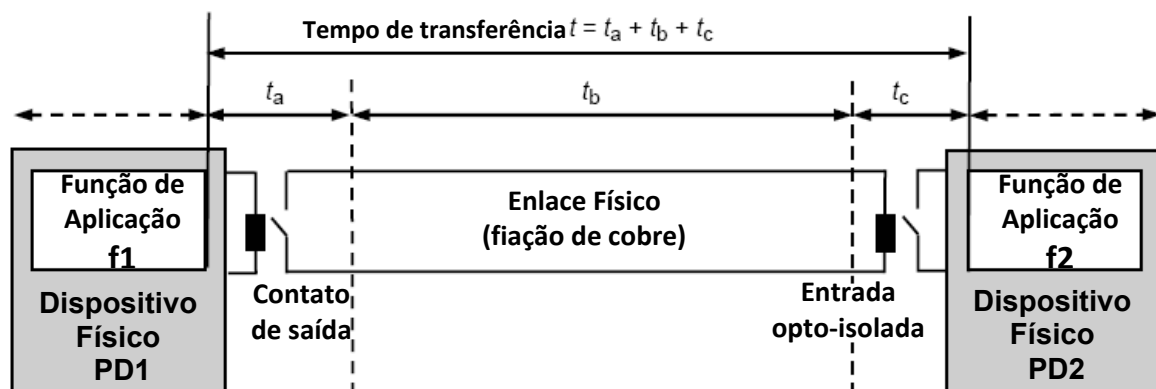 Tempo de transferência t = ta + tb + tc
ta
tb
tc
Função de
Aplicação
f1
Dispositivo
Físico
PD1
Contato
de saída
Enlace Físico
(fiação de cobre)
Entrada
opto-isolada
Função de
Aplicação
f2
Dispositivo
Físico
PD2